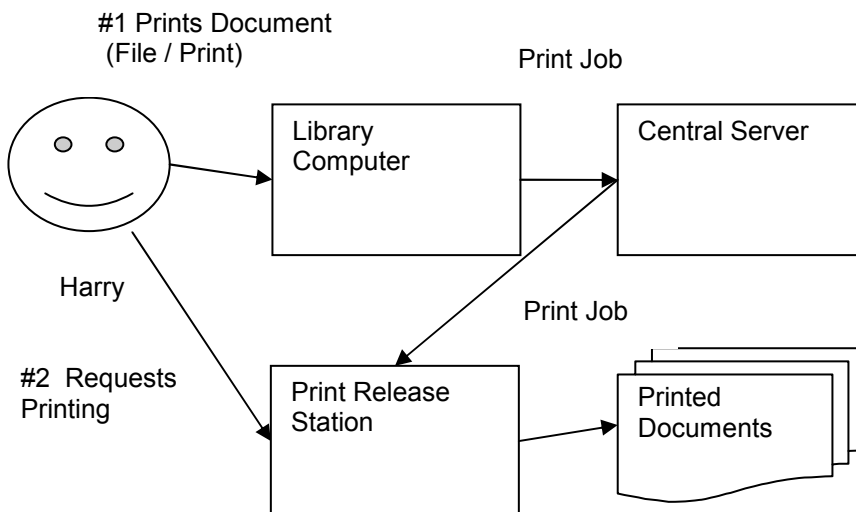 #1 Prints Document
(File / Print)
Print Job
Library
Computer
Central Server
Harry
Print Job
#2 Requests
Printing
Print Release
Station
Printed
Documents